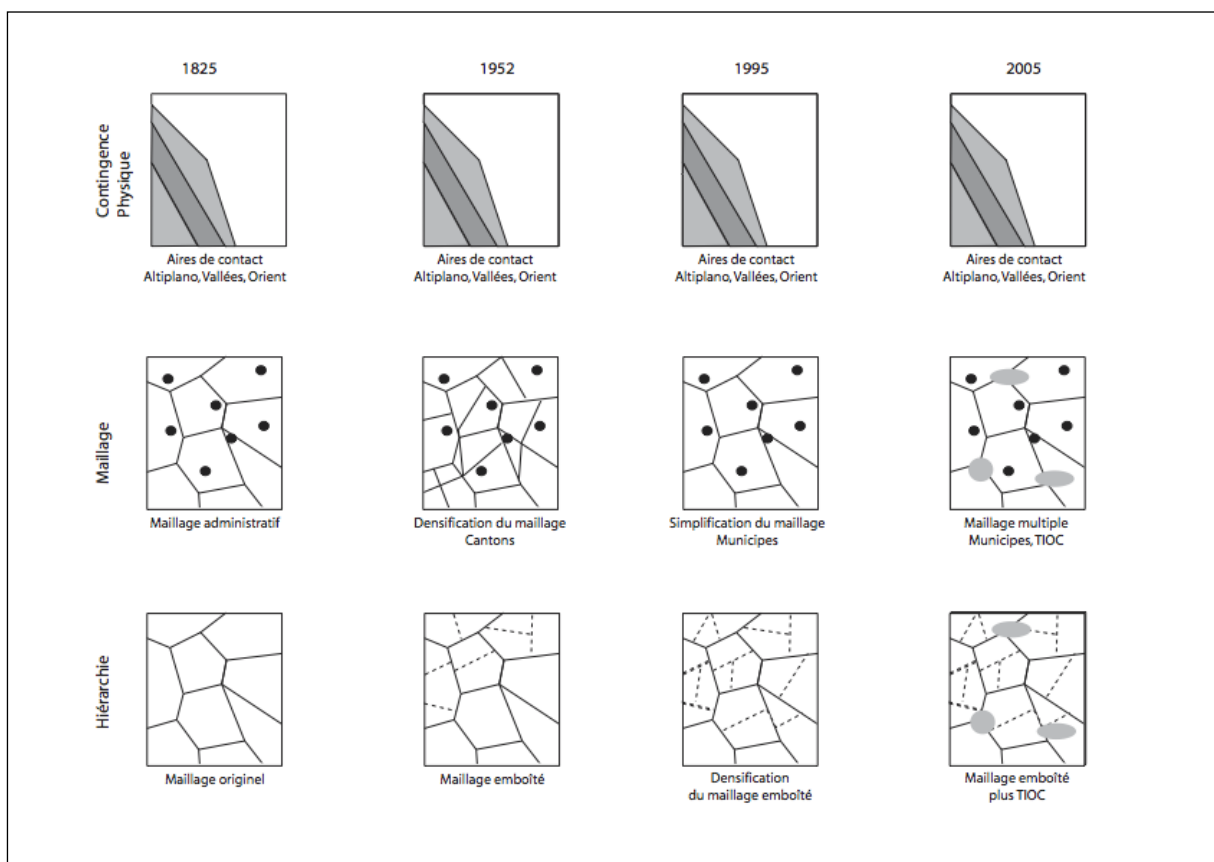 1825
1952
1995
2005
Contingence
Physique
Aires de contact
Altiplano, Vallées, Orient
Aires de contact
Altiplano, Vallées, Orient
Aires de contact
Altiplano, Vallées, Orient
Aires de contact
Altiplano, Vallées, Orient
Maillage
Maillage administratif
Densification du maillage
Cantons
Simplification du maillage
Municipes
Maillage multiple
Municipes, TIOC
Hiérarchie
Maillage originel
Maillage emboîté
Densification
du maillage emboîté
Maillage emboîté
plus TIOC